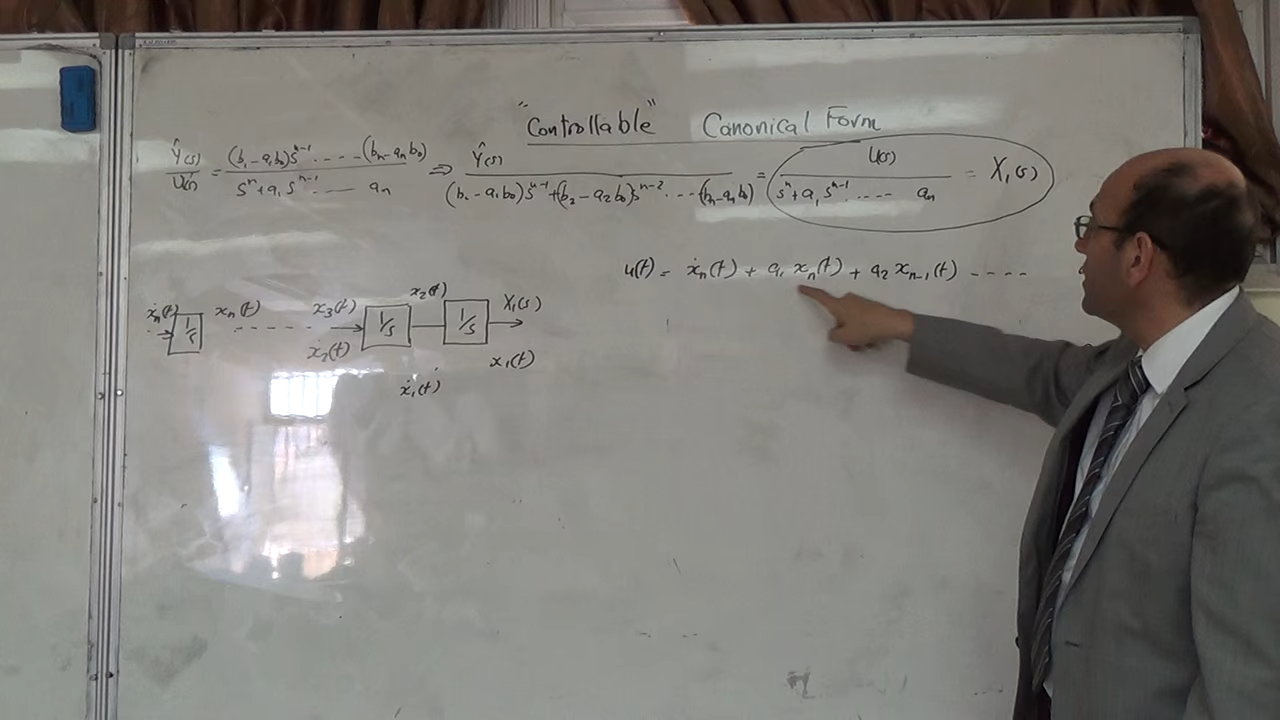 "Controllable" Canonical Form
Ŷ(s)/U(s) = (b₁-a₁b₀)sⁿ⁻¹ ..... (bₙ-aₙb₀) / sⁿ+a₁sⁿ⁻¹ ..... aₙ ⇒ Ŷ(s) / (b₁-a₁b₀)sⁿ⁻¹+(b₂-a₂b₀)sⁿ⁻² ..... (bₙ-aₙb₀) = U(s) / sⁿ+a₁sⁿ⁻¹ ..... aₙ = X₁(s)
u(t) = ẋₙ(t) + a₁ xₙ(t) + a₂ xₙ₋₁(t) ----
ẋₙ(t) 1/s xₙ(t) ------ x₃(t) 1/s x₂(t) 1/s X₁(s)
ẋ₂(t) x₁(t)
ẋ₁(t)